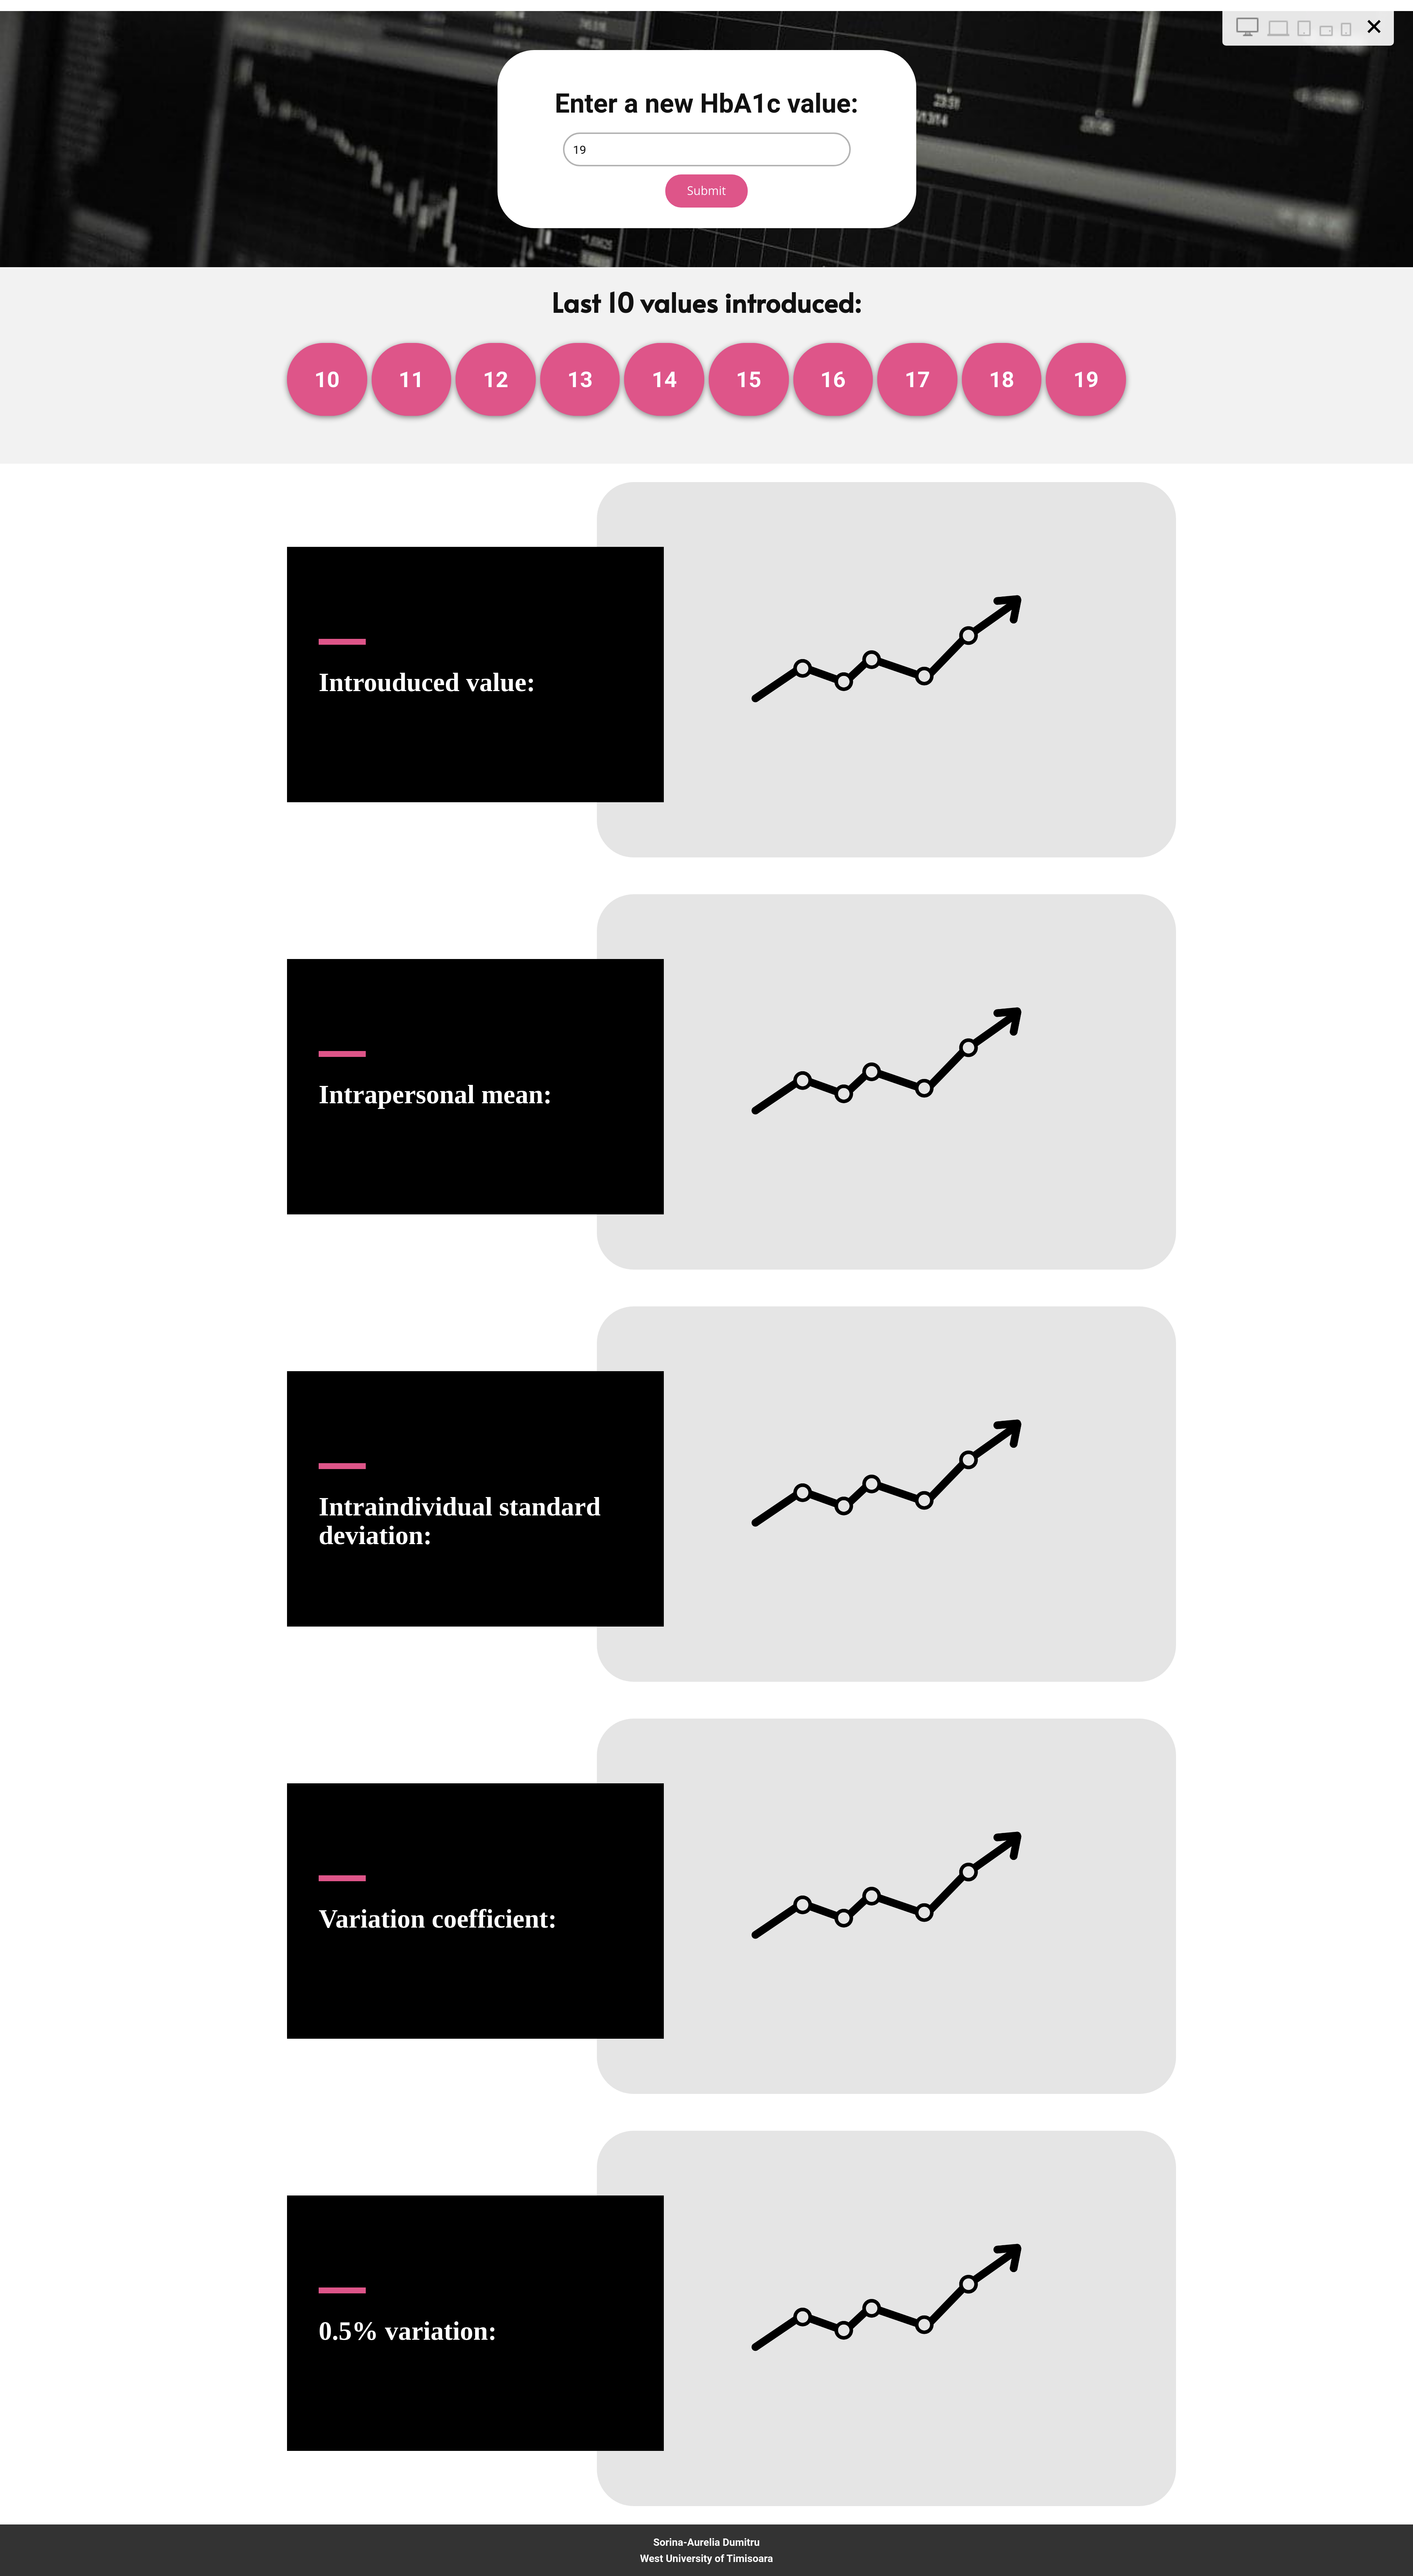 Enter a new HbA1c value:
19
Submit
Last 10 values introduced:
10 11 12 13 14 15 16 17 18 19
Introuduced value:
Intrapersonal mean:
Intraindividual standard
deviation:
Variation coefficient:
0.5% variation:
Sorina-Aurelia Dumitru
West University of Timisoara